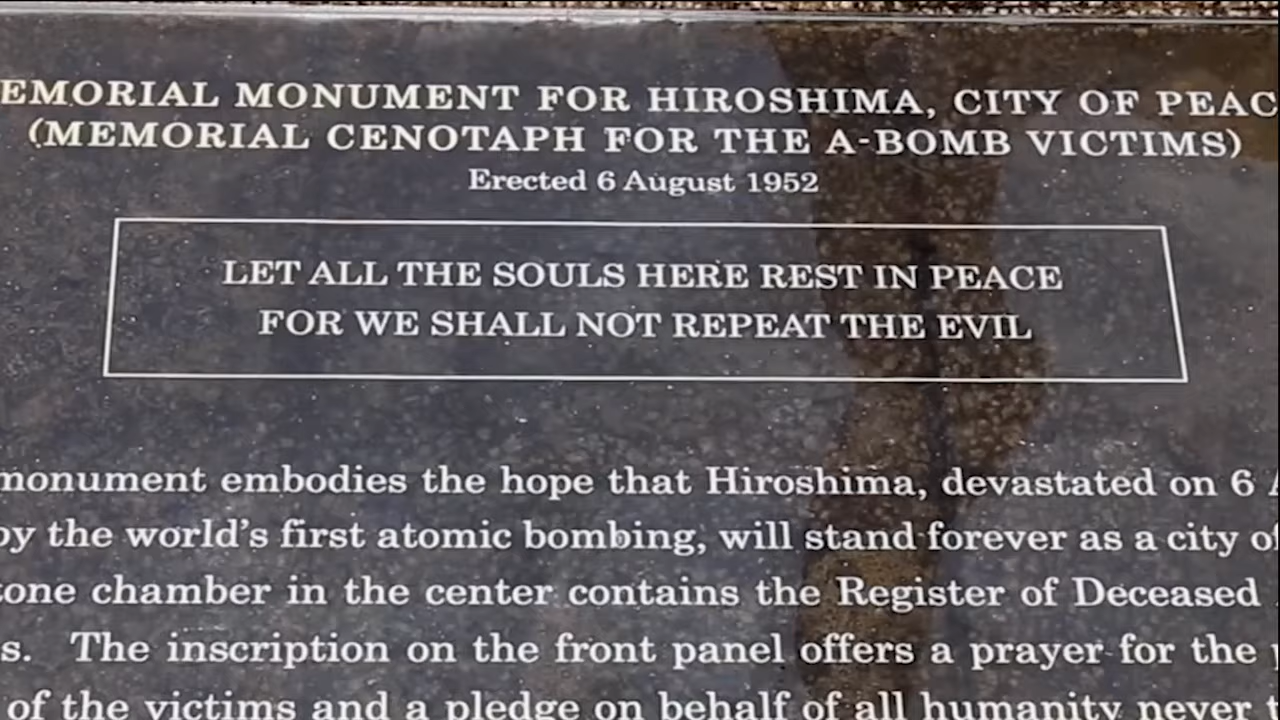 EMORIAL MONUMENT FOR HIROSHIMA, CITY OF PEAC
(MEMORIAL CENOTAPH FOR THE A-BOMB VICTIMS)
Erected 6 August 1952
LET ALL THE SOULS HERE REST IN PEACE
FOR WE SHALL NOT REPEAT THE EVIL
monument embodies the hope that Hiroshima, devastated on 6 A
by the world's first atomic bombing, will stand forever as a city of
tone chamber in the center contains the Register of Deceased
s. The inscription on the front panel offers a prayer for the
of the victims and a pledge on behalf of all humanity never t